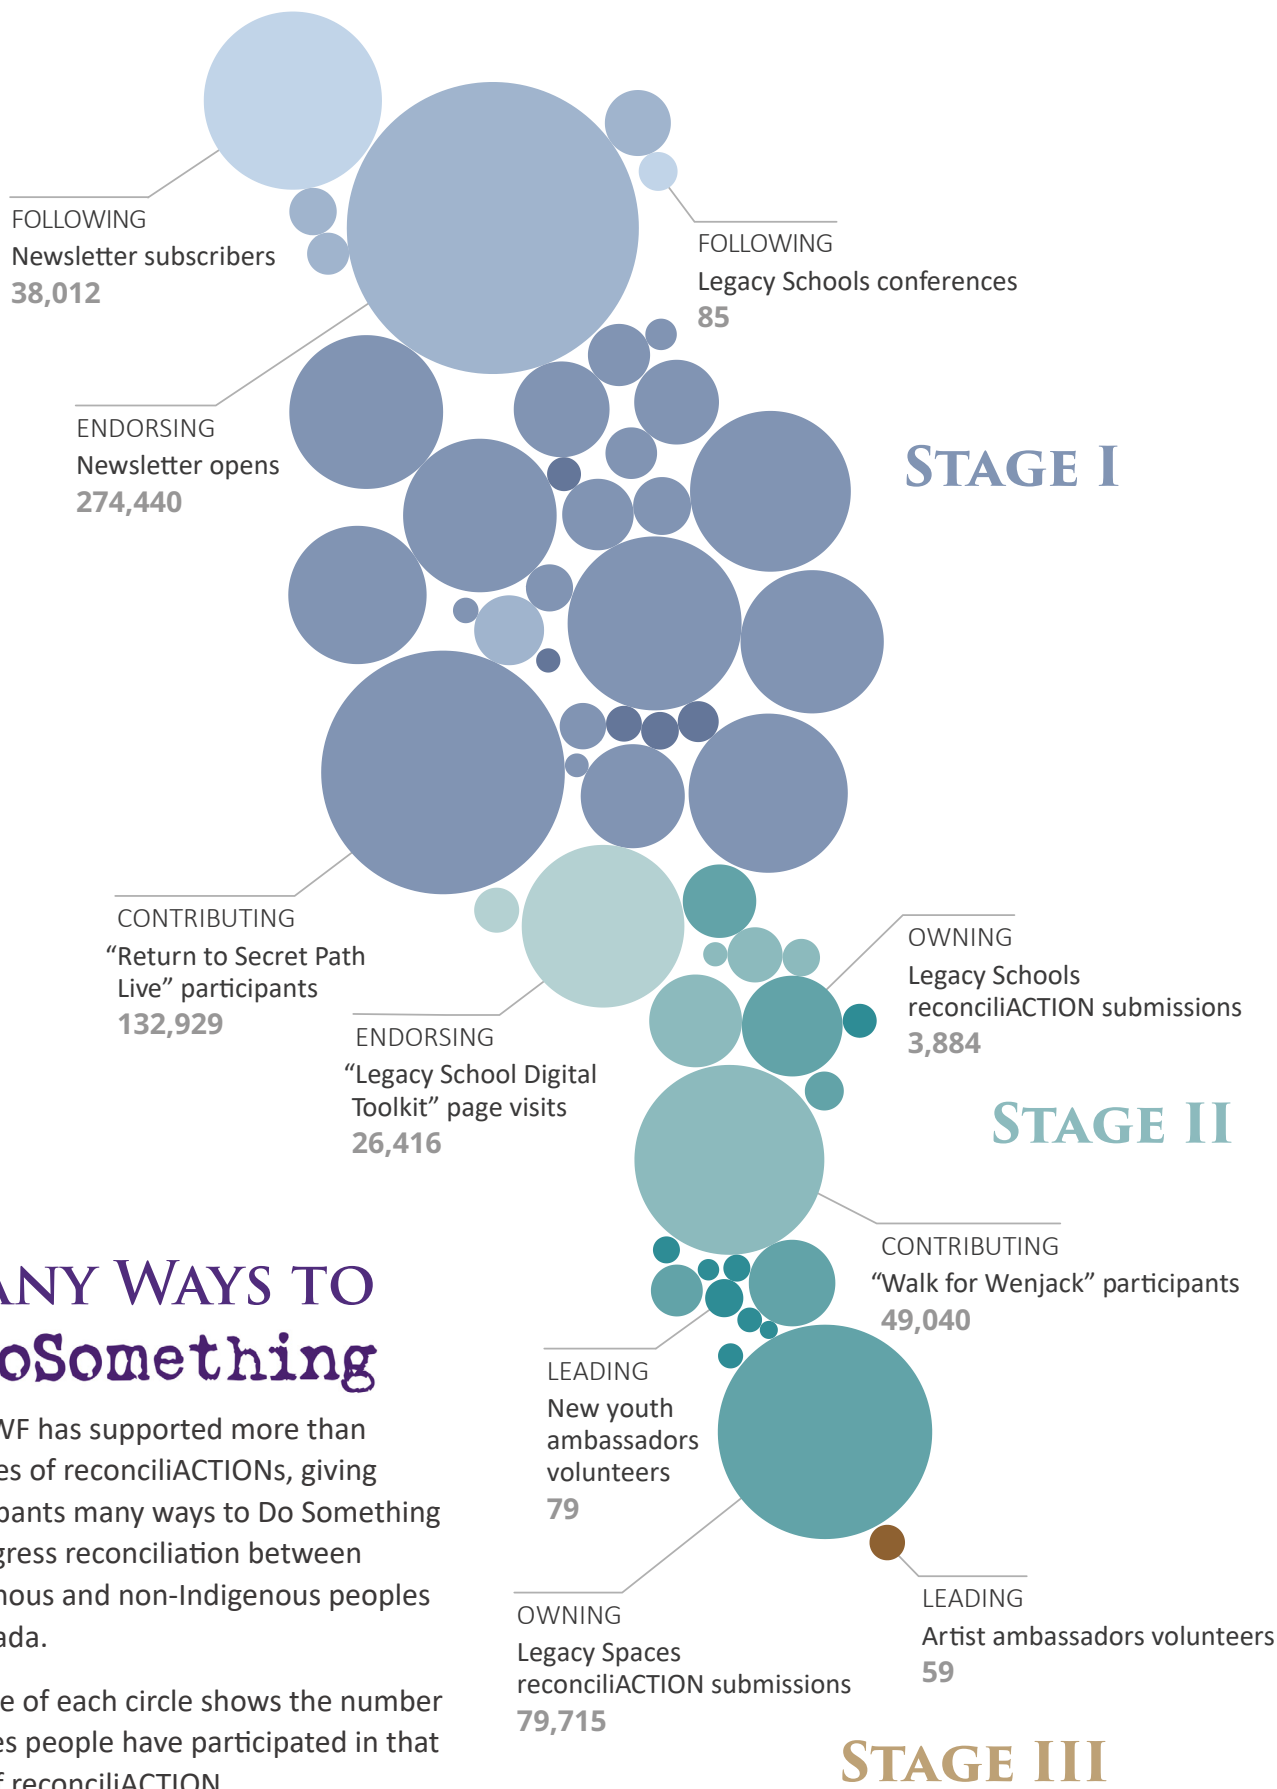 FOLLOWING
Newsletter subscribers
38,012
FOLLOWING
Legacy Schools conferences
85
ENDORSING
Newsletter opens
274,440
STAGE I
CONTRIBUTING
“Return to Secret Path
Live” participants
132,929
ENDORSING
“Legacy School Digital
Toolkit” page visits
26,416
OWNING
Legacy Schools
reconciliACTION submissions
3,884
STAGE II
CONTRIBUTING
“Walk for Wenjack” participants
49,040
ANY WAYS TO
oSomething
WF has supported more than
es of reconciliACTIONs, giving
pants many ways to Do Something
gress reconciliation between
nous and non-Indigenous peoples
ada.
e of each circle shows the number
es people have participated in that
f reconciliACTION
LEADING
New youth
ambassadors
volunteers
79
OWNING
Legacy Spaces
reconciliACTION submissions
79,715
LEADING
Artist ambassadors volunteers
59
STAGE III